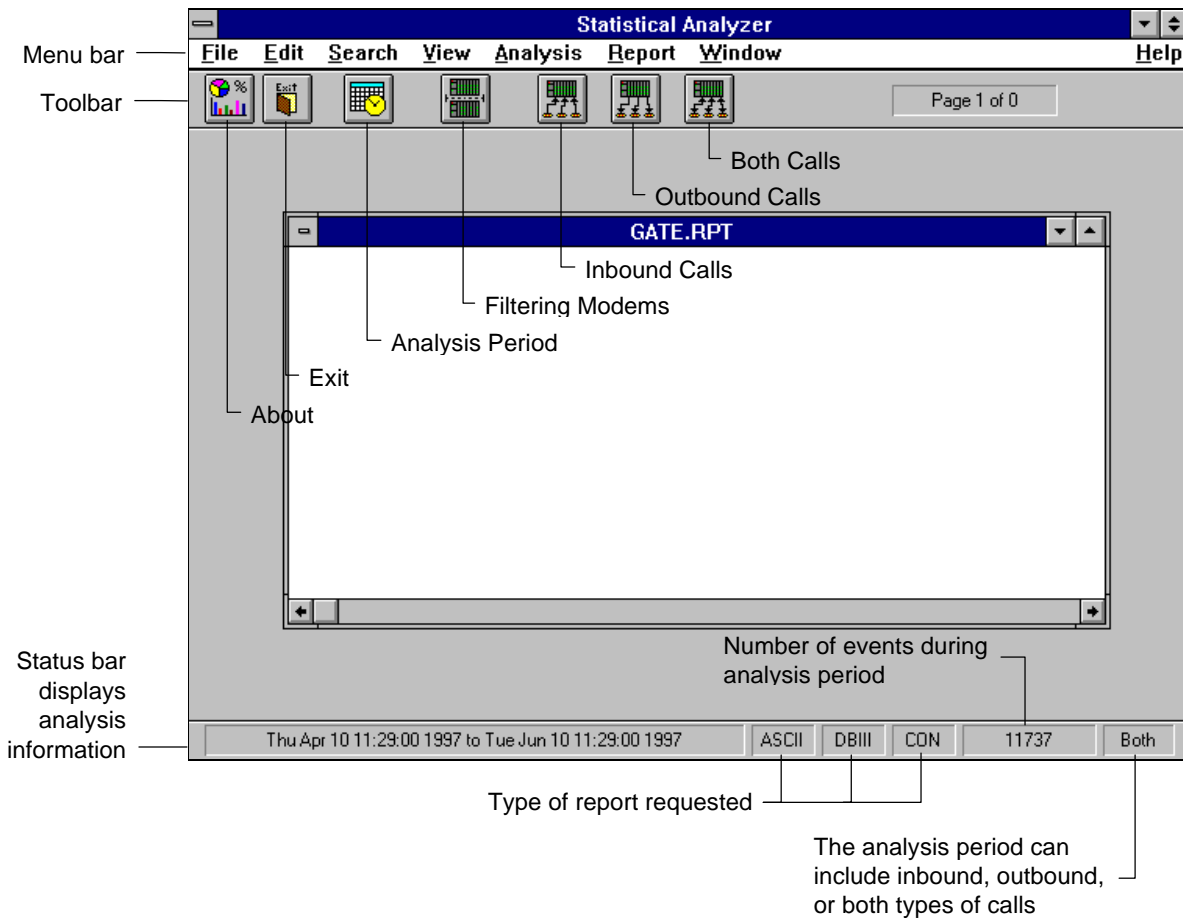 Statistical Analyzer
Menu bar
File Edit Search View Analysis Report Window Help
Toolbar
%
Exit
Page 1 of 0
Both Calls
Outbound Calls
GATE.RPT
Inbound Calls
Filtering Modems
Analysis Period
Exit
About
Number of events during
analysis period
Status bar
displays
analysis
information
Thu Apr 10 11:29:00 1997 to Tue Jun 10 11:29:00 1997 ASCII DBIII CON 11737 Both
Type of report requested
The analysis period can
include inbound, outbound,
or both types of calls